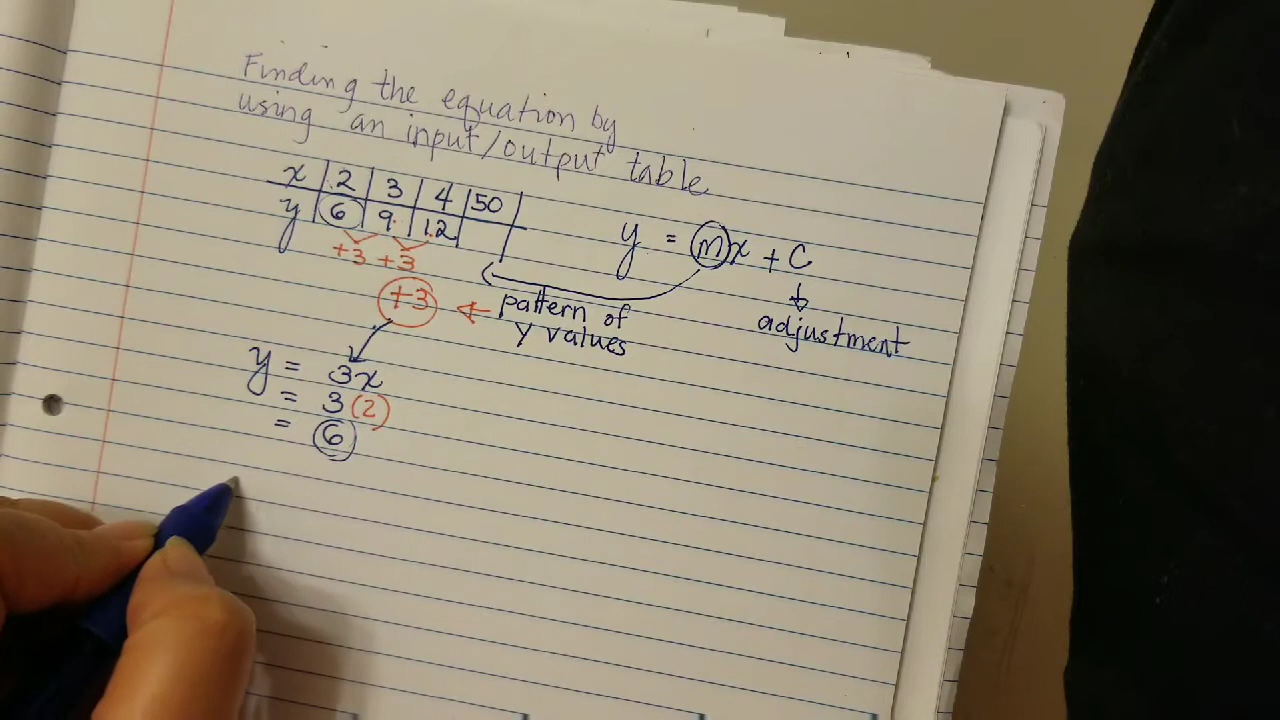 Finding the equation by
using an input/output table
x 2 3 4 50
y 6 9 12
+3 +3
y = mx + C
+3 ← pattern of
Y values
adjustment
y = 3x
= 3(2)
= 6